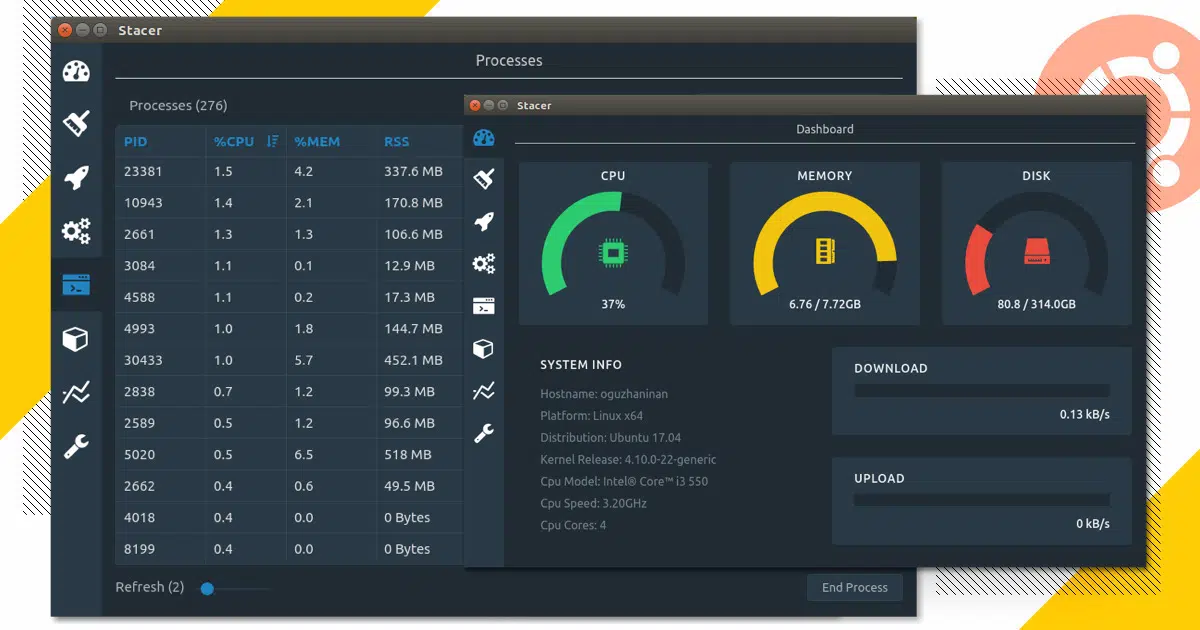 Stacer
Processes
Processes (276)
PID %CPU %MEM RSS
23381 1.5 4.2 337.6 MB
10943 1.4 2.1 170.8 MB
2661 1.3 1.3 106.6 MB
3084 1.1 0.1 12.9 MB
4588 1.1 0.2 17.3 MB
4993 1.0 1.8 144.7 MB
30433 1.0 5.7 452.1 MB
2838 0.7 1.2 99.3 MB
2589 0.5 1.2 96.6 MB
5020 0.5 6.5 518 MB
2662 0.4 0.6 49.5 MB
4018 0.4 0.0 0 Bytes
8199 0.4 0.0 0 Bytes
Refresh (2)
End Process
Stacer
Dashboard
CPU
37%
MEMORY
6.76 / 7.72GB
DISK
80.8 / 314.0GB
SYSTEM INFO
Hostname: oguzhaninan
Platform: Linux x64
Distribution: Ubuntu 17.04
Kernel Release: 4.10.0-22-generic
Cpu Model: Intel® Core™ i3 550
Cpu Speed: 3.20GHz
Cpu Cores: 4
DOWNLOAD
0.13 kB/s
UPLOAD
0 kB/s